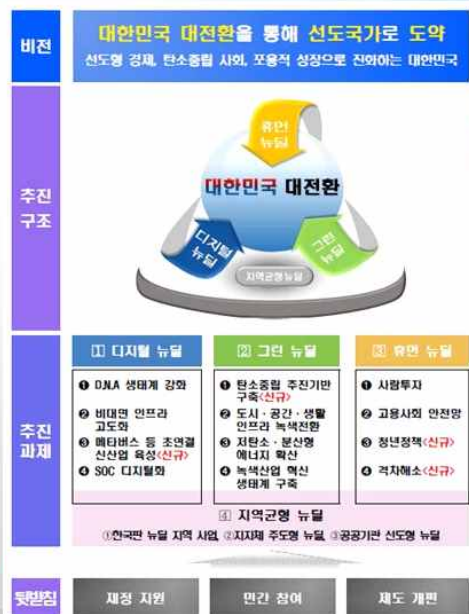 비전
대한민국 대전환을 통해 선도국가로 도약
선도형 경제, 탄소중립 사회, 포용적 성장으로 진화하는 대한민국
추진
구조
휴먼
뉴딜
대한민국 대전환
디지털
뉴딜
그린
뉴딜
지역균형뉴딜
추진
과제
① 디지털 뉴딜
❶ D.N.A 생태계 강화
❷ 비대면 인프라
고도화
❸ 메타버스 등 초연결
신산업 육성<신규>
❹ SOC 디지털화
② 그린 뉴딜
❶ 탄소중립 추진기반
구축<신규>
❷ 도시·공간·생활
인프라 녹색전환
❸ 저탄소·분산형
에너지 확산
❹ 녹색산업 혁신
생태계 구축
③ 휴먼 뉴딜
❶ 사람투자
❷ 고용사회 안전망
❸ 청년정책<신규>
❹ 격차해소<신규>
④ 지역균형 뉴딜
①한국판 뉴딜 지역 사업, ②지자체 주도형 뉴딜, ③공공기관 선도형 뉴딜
뒷받침
재정 지원
민간 참여
제도 개편